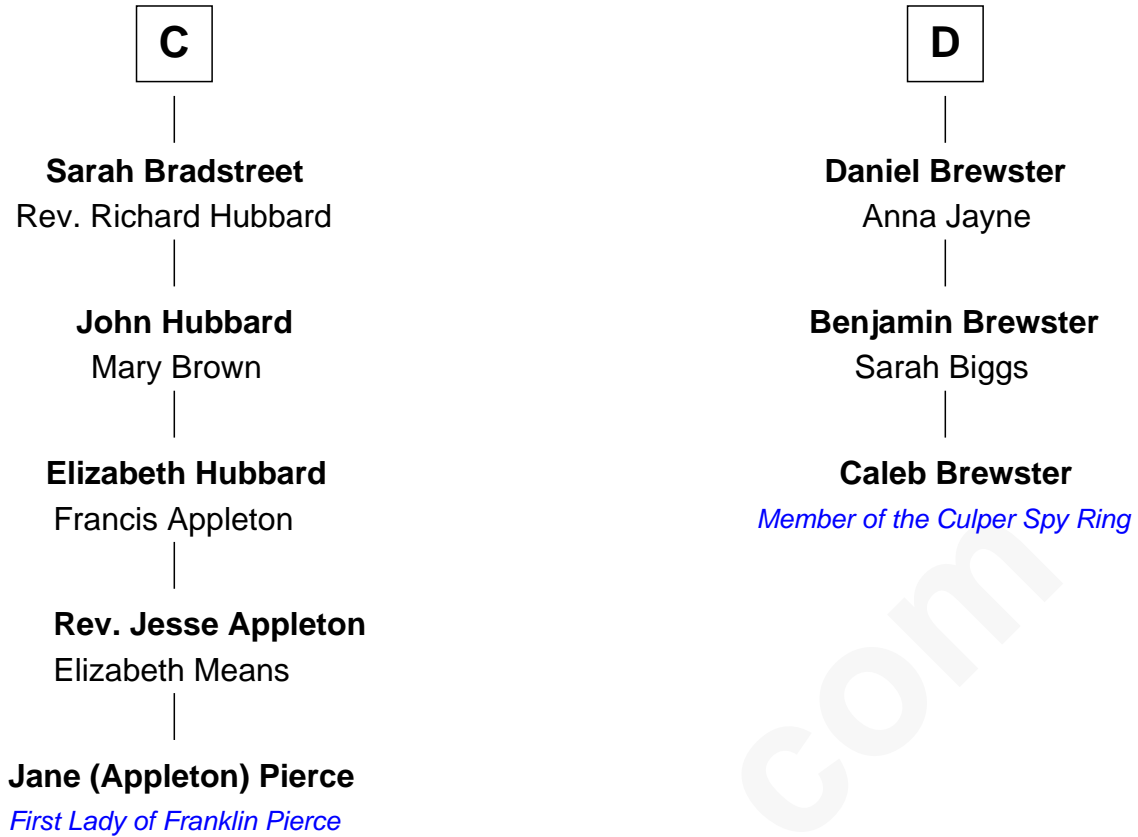 C
Sarah Bradstreet
Rev. Richard Hubbard
John Hubbard
Mary Brown
Elizabeth Hubbard
Francis Appleton
Rev. Jesse Appleton
Elizabeth Means
Jane (Appleton) Pierce
First Lady of Franklin Pierce
D
Daniel Brewster
Anna Jayne
Benjamin Brewster
Sarah Biggs
Caleb Brewster
Member of the Culper Spy Ring
com